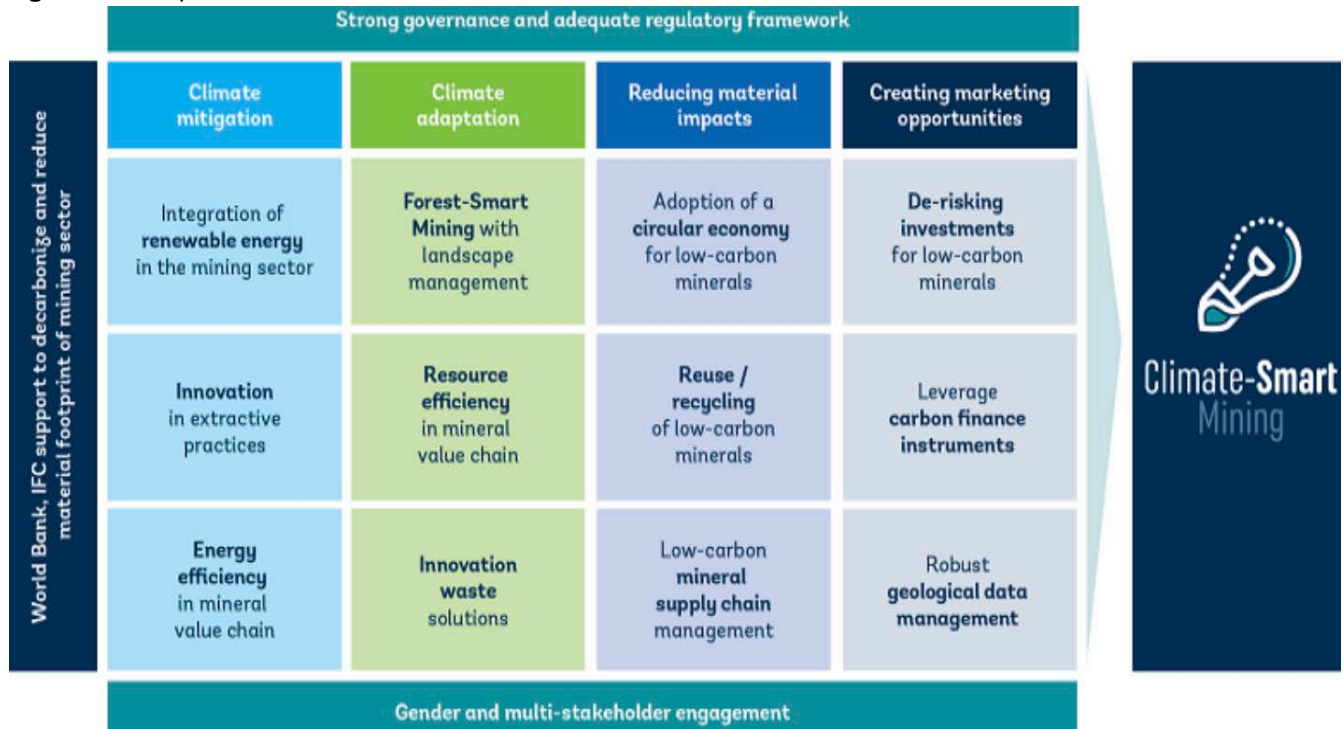 Strong governance and adequate regulatory framework
World Bank, IFC support to decarbonize and reduce
material footprint of mining sector
Climate
mitigation
Climate
adaptation
Reducing material
impacts
Creating marketing
opportunities
Integration of
renewable energy
in the mining sector
Forest-Smart
Mining with
landscape
management
Adoption of a
circular economy
for low-carbon
minerals
De-risking
investments
for low-carbon
minerals
Innovation
in extractive
practices
Resource
efficiency
in mineral
value chain
Reuse /
recycling
of low-carbon
minerals
Leverage
carbon finance
instruments
Energy
efficiency
in mineral
value chain
Innovation
waste
solutions
Low-carbon
mineral
supply chain
management
Robust
geological data
management
Climate-Smart
Mining
Gender and multi-stakeholder engagement